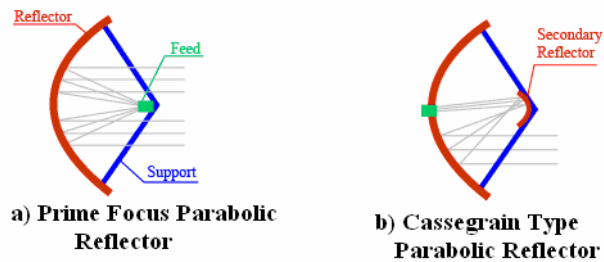 Reflector
Feed
Support
a) Prime Focus Parabolic
Reflector
Secondary
Reflector
b) Cassegrain Type
Parabolic Reflector